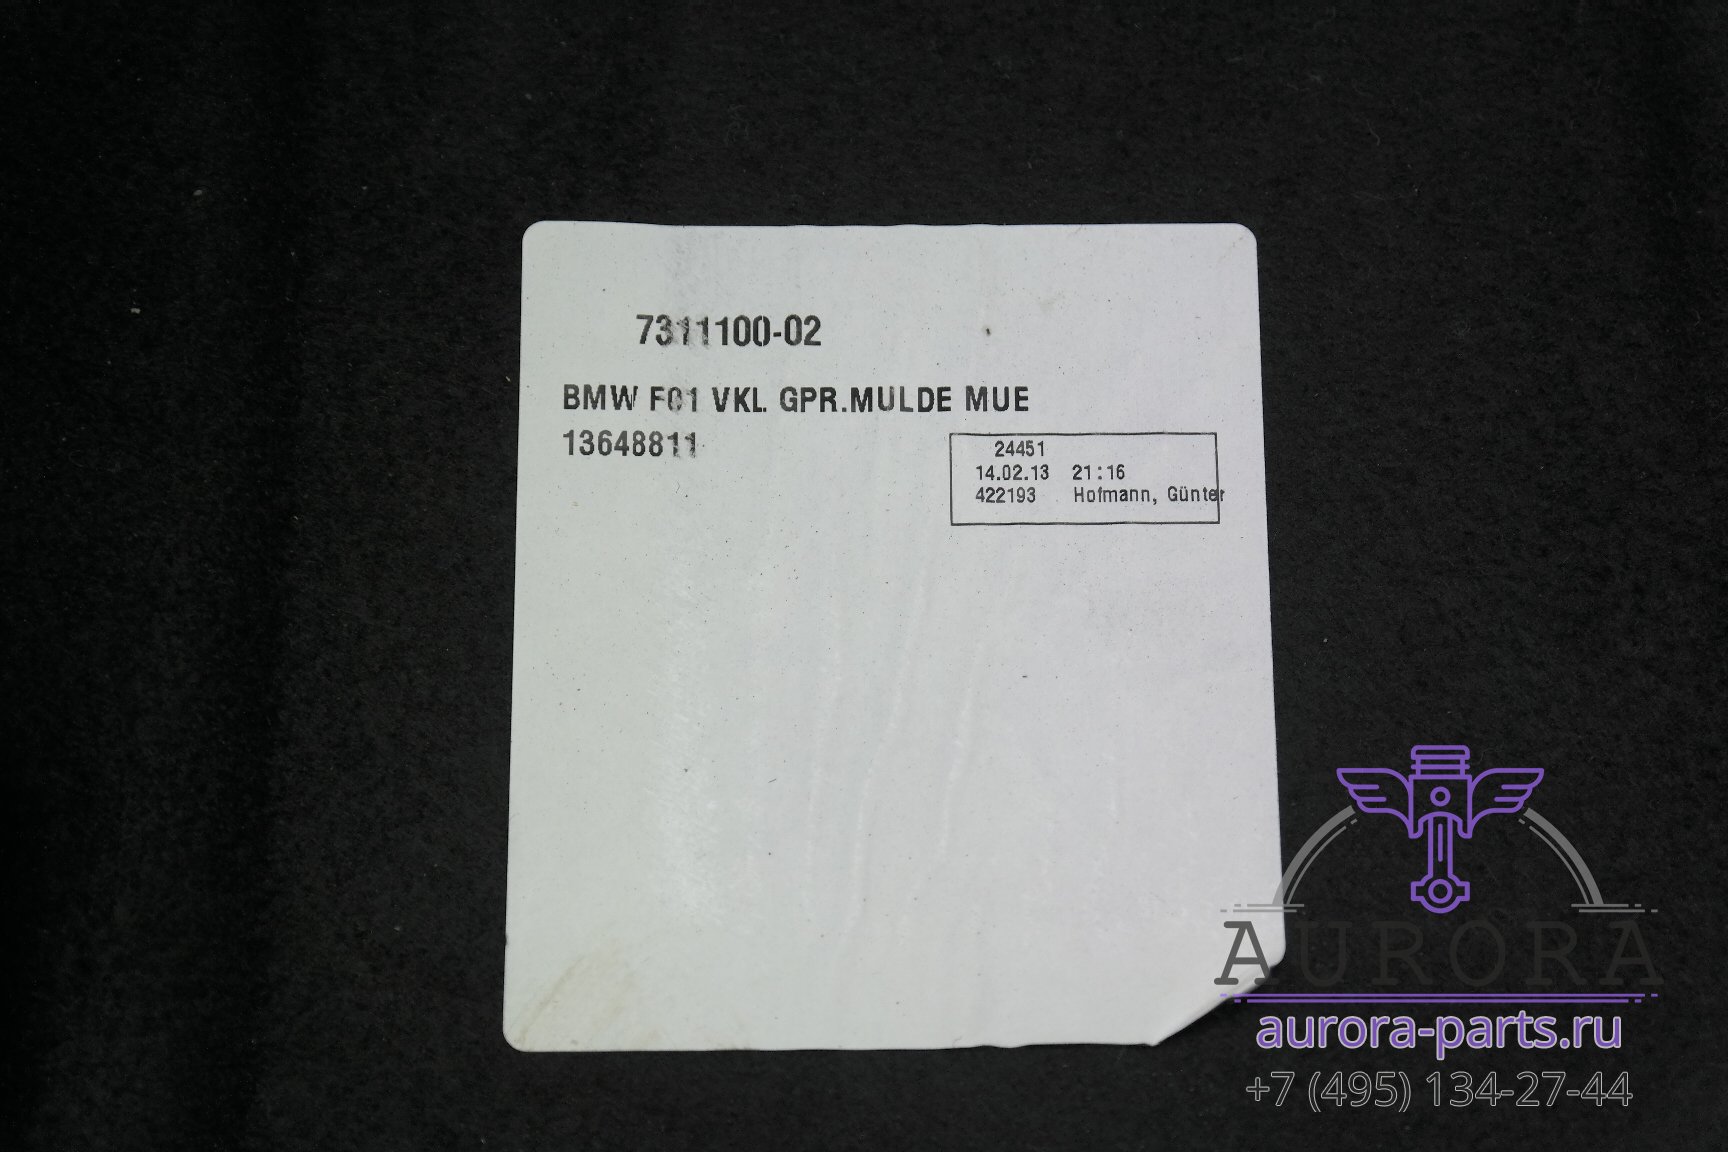 7311100-02
BMW F01 VKL. GPR.MULDE MUE
13648811
24451
14.02.13 21:16
422193 Hofmann, Günter
AURORA
aurora-parts.ru
+7 (495) 134-27-44